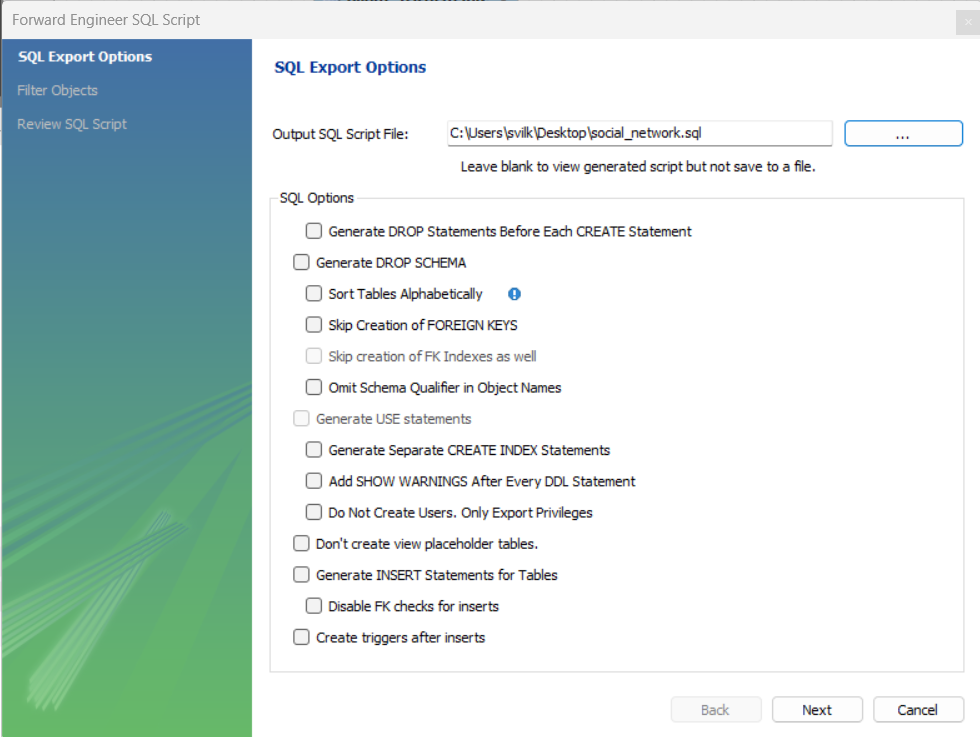 Forward Engineer SQL Script
SQL Export Options
Filter Objects
Review SQL Script
SQL Export Options
Output SQL Script File: C:\Users\svilk\Desktop\social_network.sql ...
Leave blank to view generated script but not save to a file.
SQL Options
Generate DROP Statements Before Each CREATE Statement
Generate DROP SCHEMA
Sort Tables Alphabetically
Skip Creation of FOREIGN KEYS
Skip creation of FK Indexes as well
Omit Schema Qualifier in Object Names
Generate USE statements
Generate Separate CREATE INDEX Statements
Add SHOW WARNINGS After Every DDL Statement
Do Not Create Users. Only Export Privileges
Don't create view placeholder tables.
Generate INSERT Statements for Tables
Disable FK checks for inserts
Create triggers after inserts
Back Next Cancel